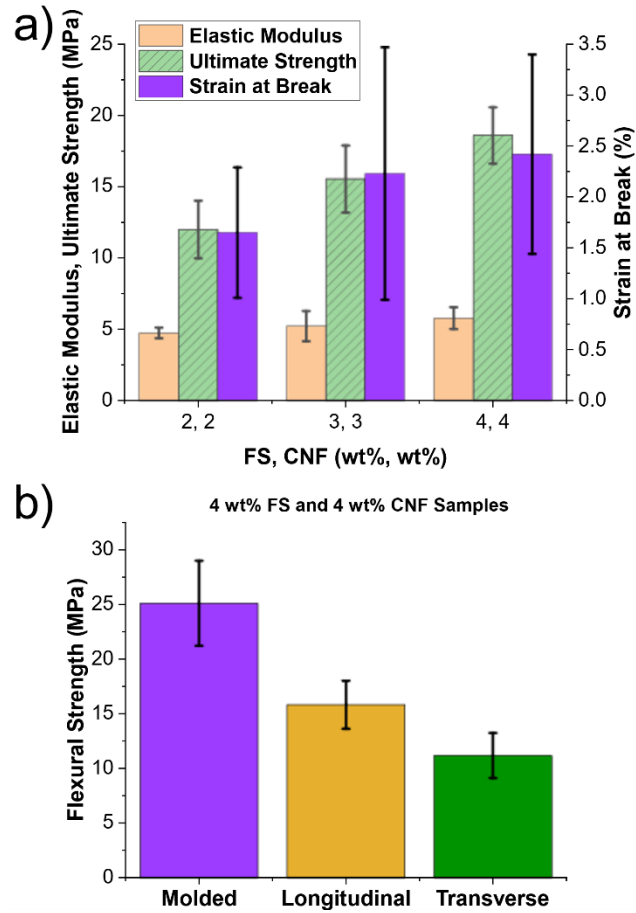 a)
Elastic Modulus
Ultimate Strength
Strain at Break
Elastic Modulus, Ultimate Strength (MPa)
25
20
15
10
5
0
3.5
3.0
2.5
2.0
1.5
1.0
0.5
0.0
Strain at Break (%)
2, 2
3, 3
4, 4
FS, CNF (wt%, wt%)
b)
4 wt% FS and 4 wt% CNF Samples
Flexural Strength (MPa)
30
25
20
15
10
5
0
Molded
Longitudinal
Transverse